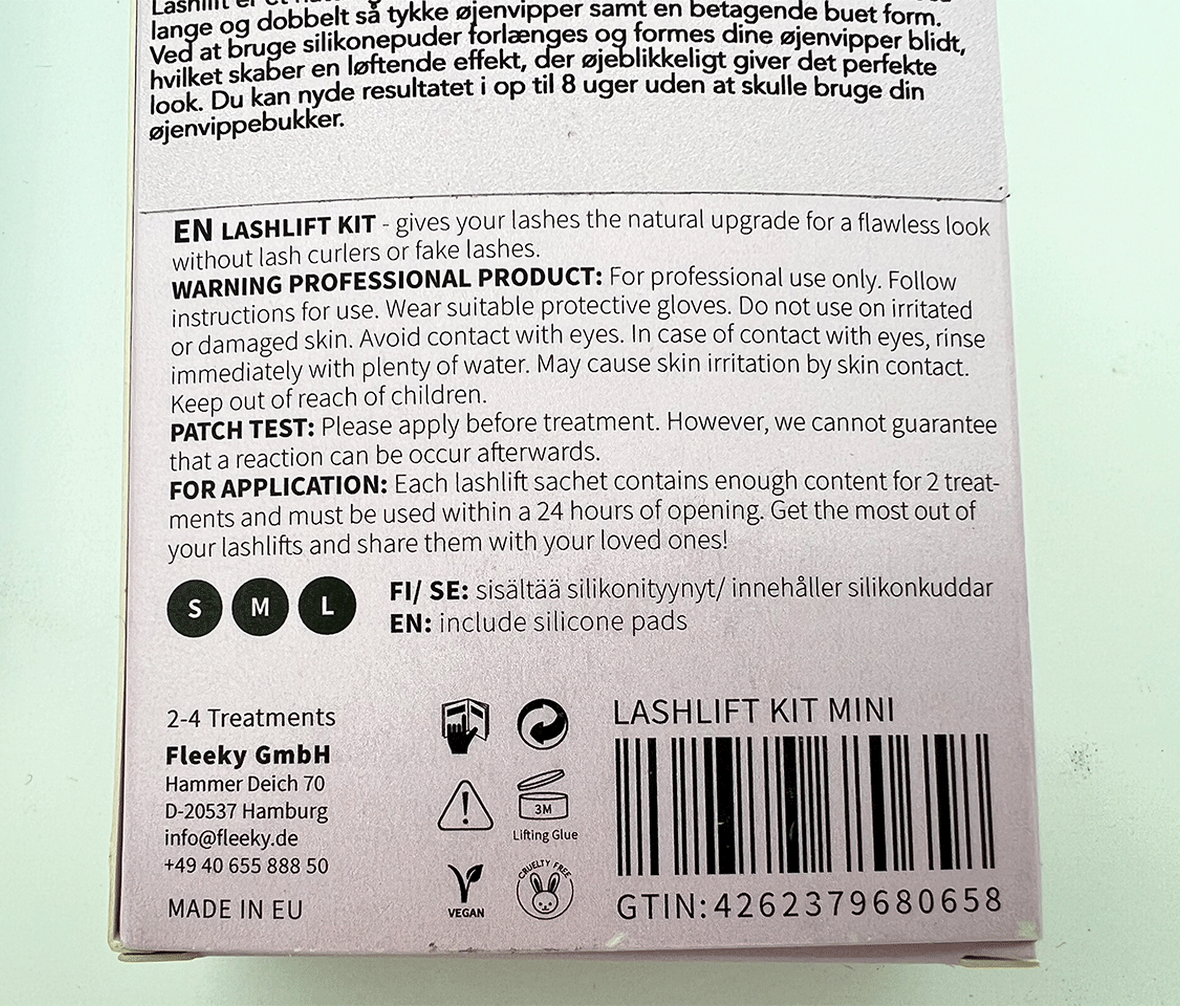 lange og dobbelt så tykke øjenvipper samt en betagende buet form.
Ved at bruge silikonepuder forlænges og formes dine øjenvipper blidt,
hvilket skaber en løftende effekt, der øjeblikkeligt giver det perfekte
look. Du kan nyde resultatet i op til 8 uger uden at skulle bruge din
øjenvippebukker.
EN LASHLIFT KIT - gives your lashes the natural upgrade for a flawless look
without lash curlers or fake lashes.
WARNING PROFESSIONAL PRODUCT: For professional use only. Follow
instructions for use. Wear suitable protective gloves. Do not use on irritated
or damaged skin. Avoid contact with eyes. In case of contact with eyes, rinse
immediately with plenty of water. May cause skin irritation by skin contact.
Keep out of reach of children.
PATCH TEST: Please apply before treatment. However, we cannot guarantee
that a reaction can be occur afterwards.
FOR APPLICATION: Each lashlift sachet contains enough content for 2 treat-
ments and must be used within a 24 hours of opening. Get the most out of
your lashlifts and share them with your loved ones!
S M L
FI/ SE: sisältää silikonityynyt/ innehåller silikonkuddar
EN: include silicone pads
2-4 Treatments
Fleeky GmbH
Hammer Deich 70
D-20537 Hamburg
info@fleeky.de
+49 40 655 888 50
MADE IN EU
3M
Lifting Glue
VEGAN
CRUELTY FREE
LASHLIFT KIT MINI
GTIN: 4262379680658